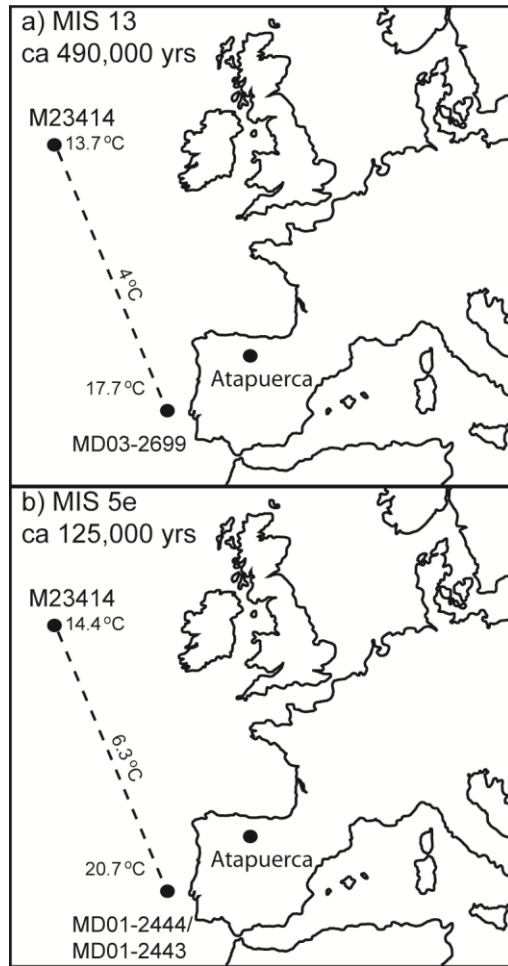 a) MIS 13
ca 490,000 yrs
M23414
13.7 °C
4 °C
17.7 °C
MD03-2699
Atapuerca
b) MIS 5e
ca 125,000 yrs
M23414
14.4 °C
6.3 °C
20.7 °C
MD01-2444/
MD01-2443
Atapuerca